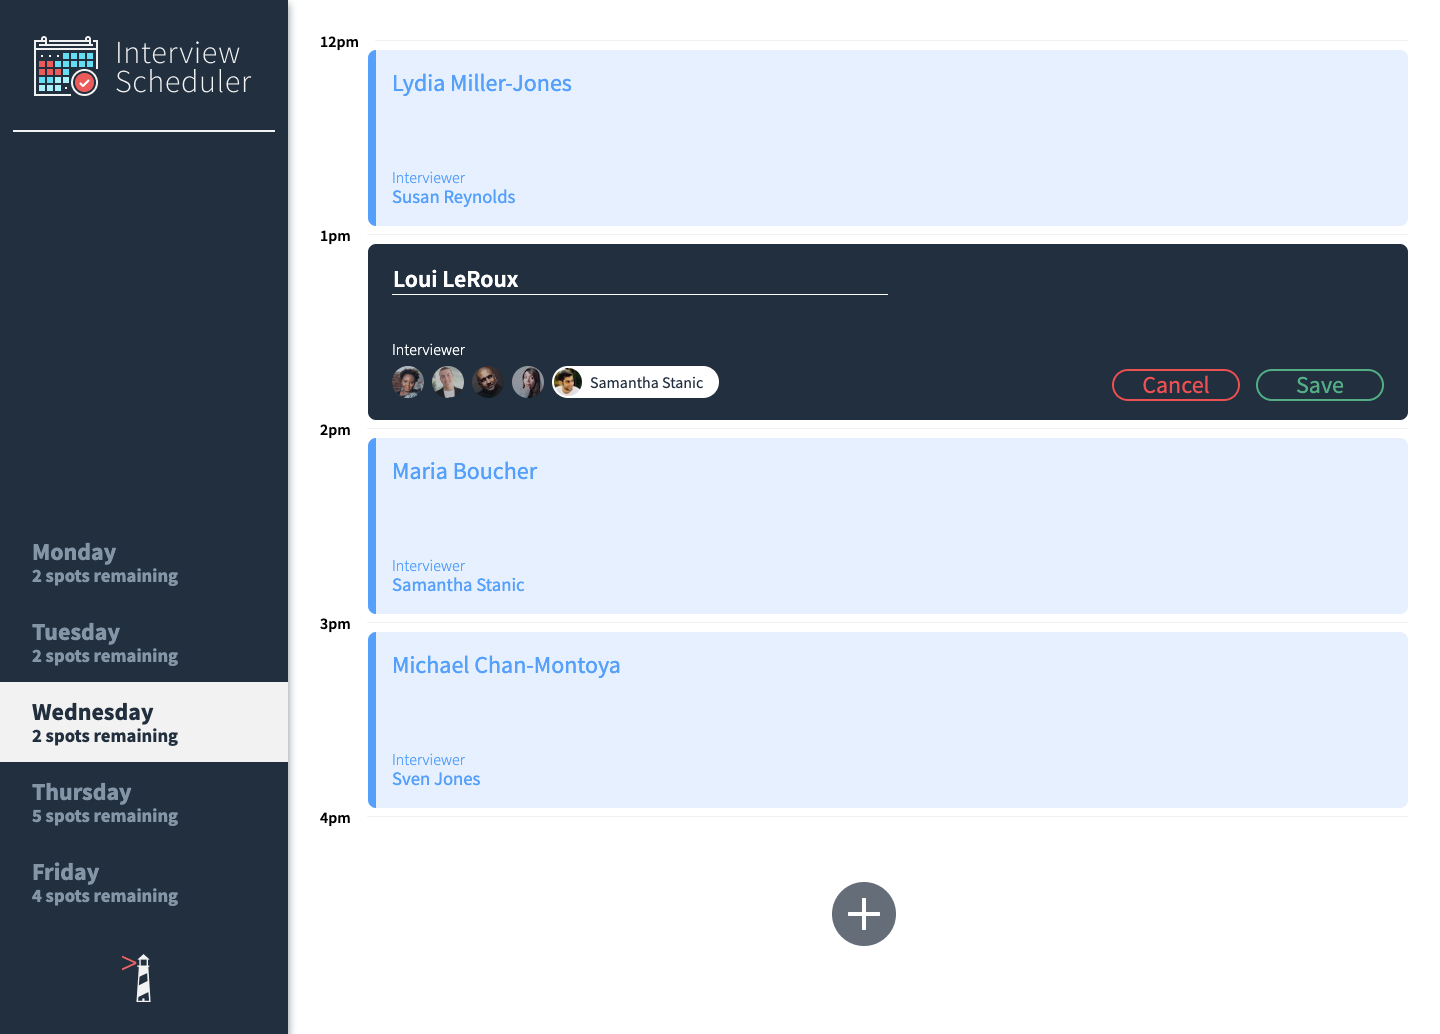 Interview
Scheduler
Monday
2 spots remaining
Tuesday
2 spots remaining
Wednesday
2 spots remaining
Thursday
5 spots remaining
Friday
4 spots remaining
12pm
Lydia Miller-Jones
Interviewer
Susan Reynolds
1pm
Loui LeRoux
Interviewer
Samantha Stanic
Cancel
Save
2pm
Maria Boucher
Interviewer
Samantha Stanic
3pm
Michael Chan-Montoya
Interviewer
Sven Jones
4pm